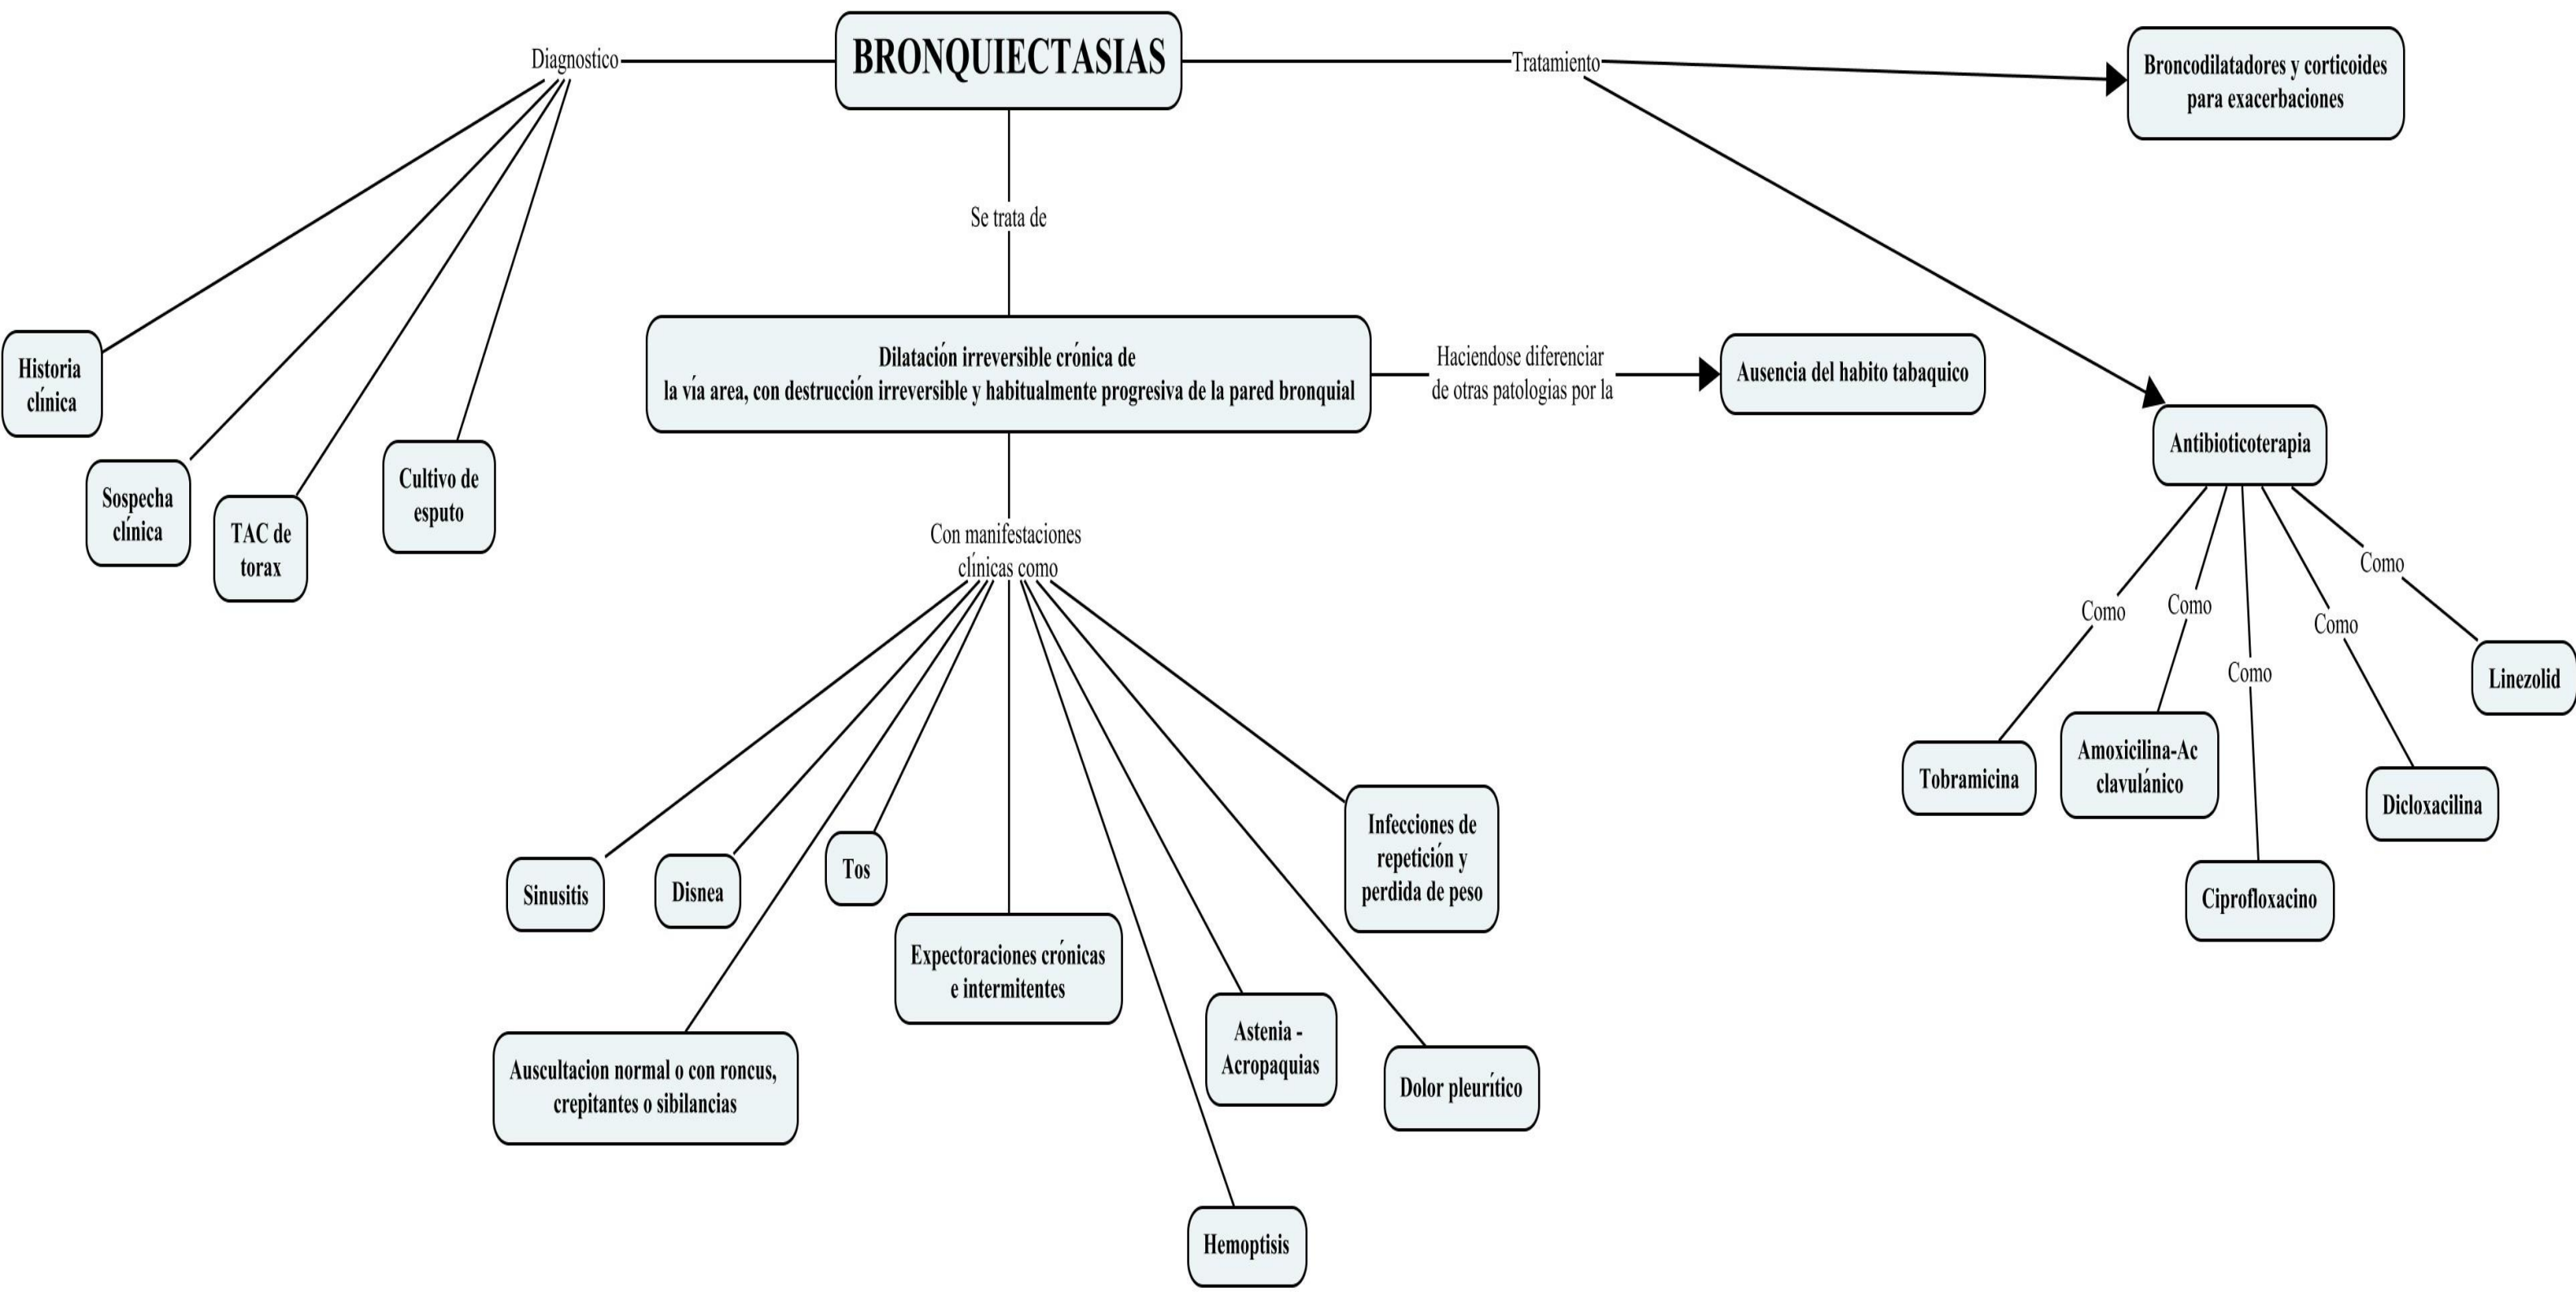 BRONQUIECTASIAS
Diagnostico
Tratamiento
Broncodilatadores y corticoides
para exacerbaciones
Se trata de
Historia
clínica
Sospecha
clínica
TAC de
torax
Cultivo de
esputo
Dilatación irreversible crónica de
la vía area, con destrucción irreversible y habitualmente progresiva de la pared bronquial
Haciendose diferenciar
de otras patologias por la
Ausencia del habito tabaquico
Antibioticoterapia
Con manifestaciones
clínicas como
Como
Como
Como
Como
Como
Tobramicina
Amoxicilina-Ac
clavulánico
Ciprofloxacino
Dicloxacilina
Linezolid
Sinusitis
Disnea
Tos
Infecciones de
repetición y
perdida de peso
Expectoraciones crónicas
e intermitentes
Auscultacion normal o con roncus,
crepitantes o sibilancias
Astenia -
Acropaquias
Dolor pleurítico
Hemoptisis